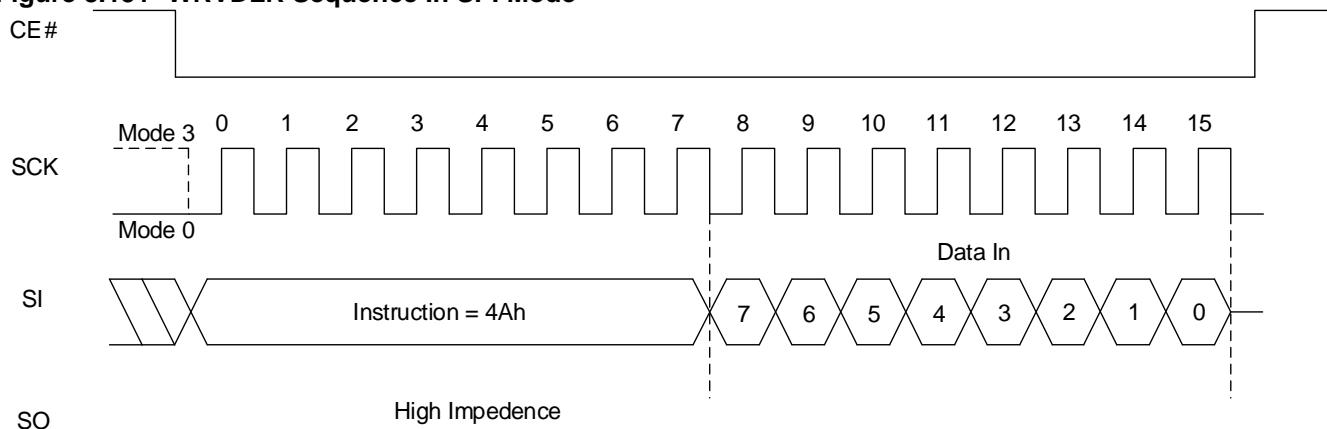 CE#
Mode 3
0 1 2 3 4 5 6 7 8 9 10 11 12 13 14 15
SCK
Mode 0
Data In
SI
Instruction = 4Ah
7 6 5 4 3 2 1 0
High Impedence
SO